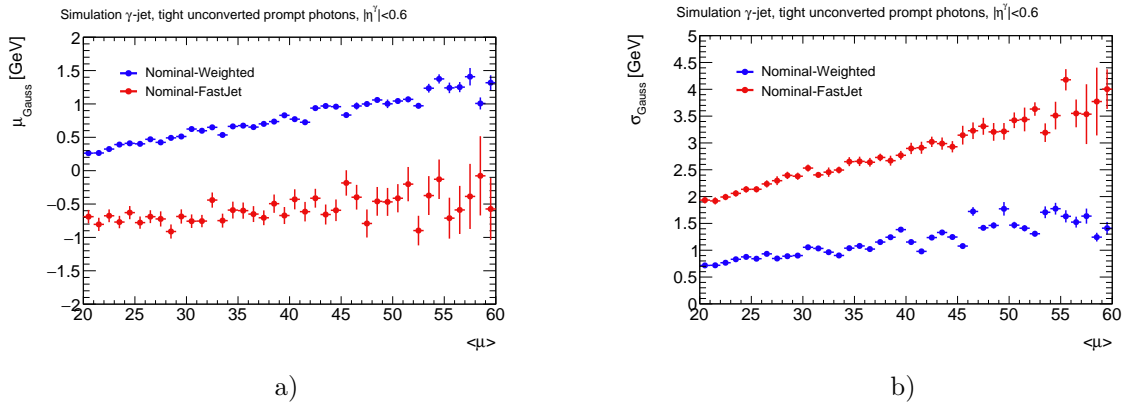 Simulation γ-jet, tight unconverted prompt photons, |η^γ|<0.6
μ_Gauss [GeV]
2
1.5
1
0.5
0
−0.5
−1
−1.5
−2
Nominal-Weighted
Nominal-FastJet
20 25 30 35 40 45 50 55 60
<μ>
a)
Simulation γ-jet, tight unconverted prompt photons, |η^γ|<0.6
σ_Gauss [GeV]
5
4.5
4
3.5
3
2.5
2
1.5
1
0.5
0
Nominal-Weighted
Nominal-FastJet
20 25 30 35 40 45 50 55 60
<μ>
b)